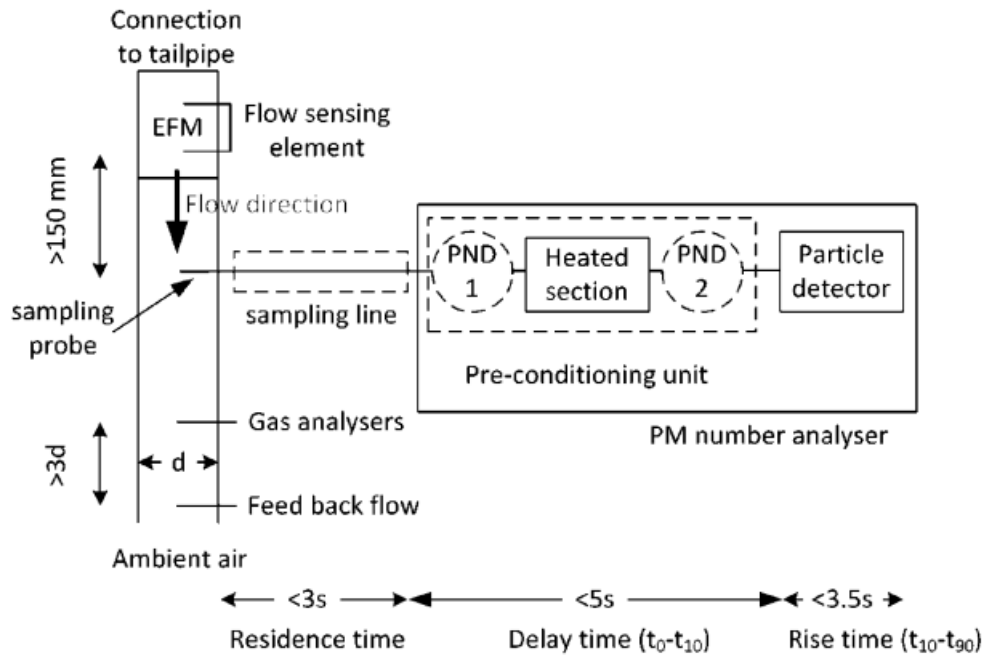 Connection
to tailpipe
EFM
Flow sensing
element
>150 mm
Flow direction
sampling
probe
sampling line
PND
1
Heated
section
PND
2
Particle
detector
Pre-conditioning unit
PM number analyser
Gas analysers
>3d
d
Feed back flow
Ambient air
<3s
<5s
<3.5s
Residence time
Delay time (t₀-t₁₀)
Rise time (t₁₀-t₉₀)